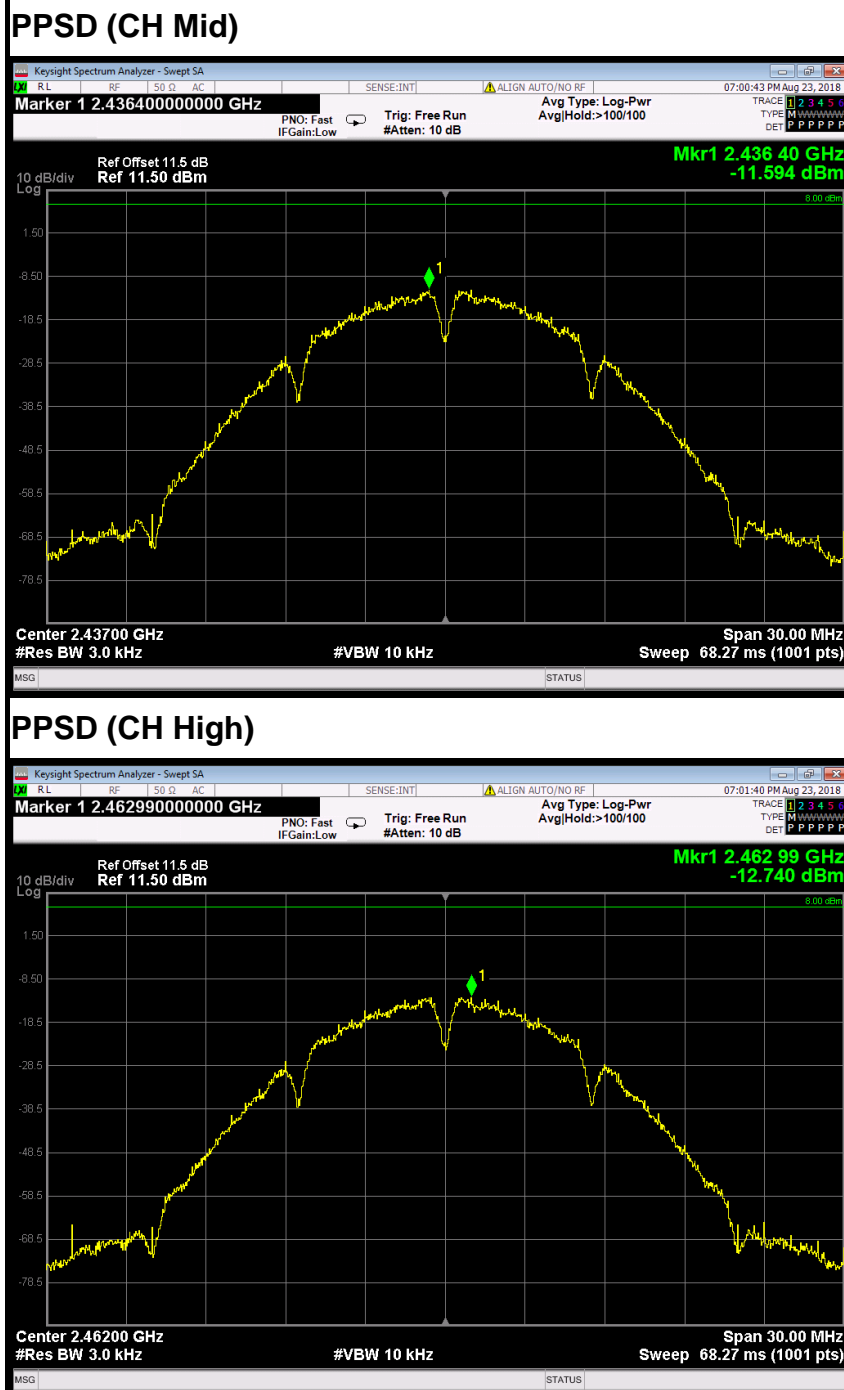 PPSD (CH Mid)
Keysight Spectrum Analyzer - Swept SA
LXI RL RF 50 Ω AC SENSE:INT ALIGN AUTO/NO RF 07:00:43 PM Aug 23, 2018
Marker 1 2.436400000000 GHz
PNO: Fast
IFGain:Low
Trig: Free Run
#Atten: 10 dB
Avg Type: Log-Pwr
Avg|Hold:>100/100
TRACE 1 2 3 4 5 6
TYPE M WWWWW
DET P P P P P P
Mkr1 2.436 40 GHz
-11.594 dBm
Ref Offset 11.5 dB
10 dB/div Ref 11.50 dBm
Log
8.00 dBm
1.50
1
-8.50
-18.5
-28.5
-38.5
-48.5
-58.5
-68.5
-78.5
Center 2.43700 GHz Span 30.00 MHz
#Res BW 3.0 kHz #VBW 10 kHz Sweep 68.27 ms (1001 pts)
MSG STATUS
PPSD (CH High)
Keysight Spectrum Analyzer - Swept SA
LXI RL RF 50 Ω AC SENSE:INT ALIGN AUTO/NO RF 07:01:40 PM Aug 23, 2018
Marker 1 2.462990000000 GHz
PNO: Fast
IFGain:Low
Trig: Free Run
#Atten: 10 dB
Avg Type: Log-Pwr
Avg|Hold:>100/100
TRACE 1 2 3 4 5 6
TYPE M WWWWW
DET P P P P P P
Mkr1 2.462 99 GHz
-12.740 dBm
Ref Offset 11.5 dB
10 dB/div Ref 11.50 dBm
Log
8.00 dBm
1.50
1
-8.50
-18.5
-28.5
-38.5
-48.5
-58.5
-68.5
-78.5
Center 2.46200 GHz Span 30.00 MHz
#Res BW 3.0 kHz #VBW 10 kHz Sweep 68.27 ms (1001 pts)
MSG STATUS